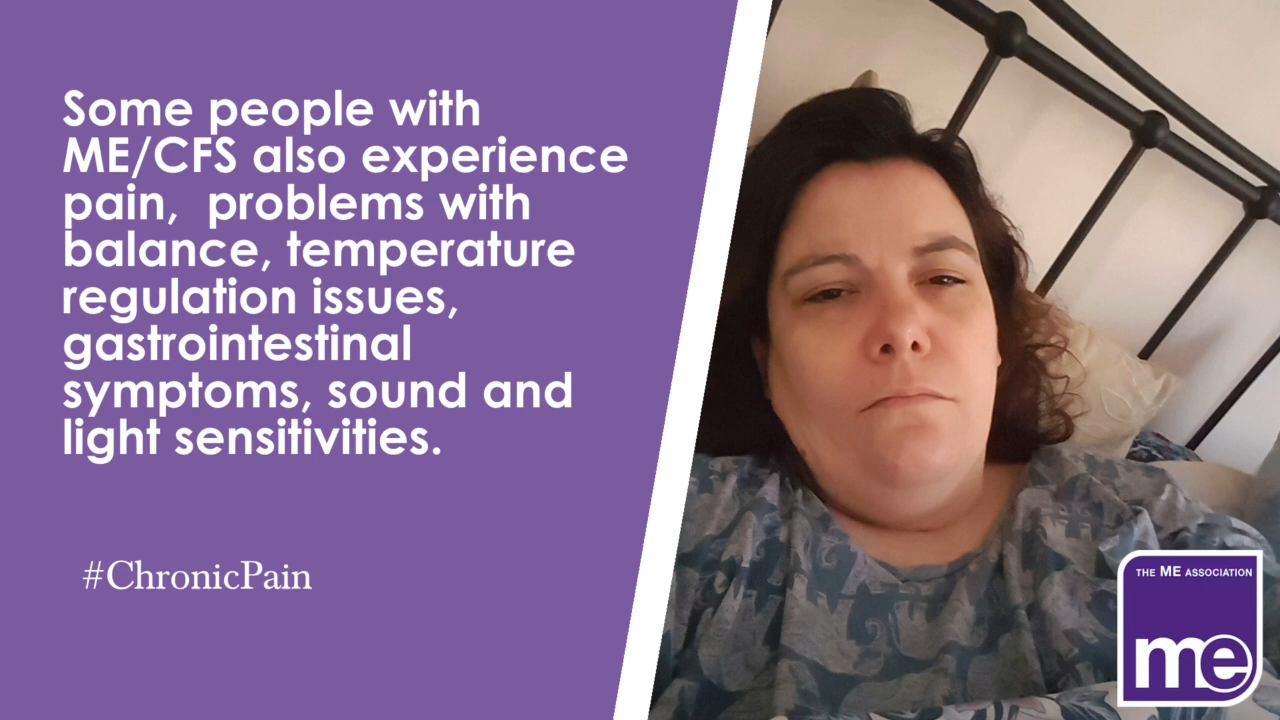 Some people with
ME/CFS also experience
pain,  problems with
balance, temperature
regulation issues,
gastrointestinal
symptoms, sound and
light sensitivities.
#ChronicPain
THE ME ASSOCIATION
me